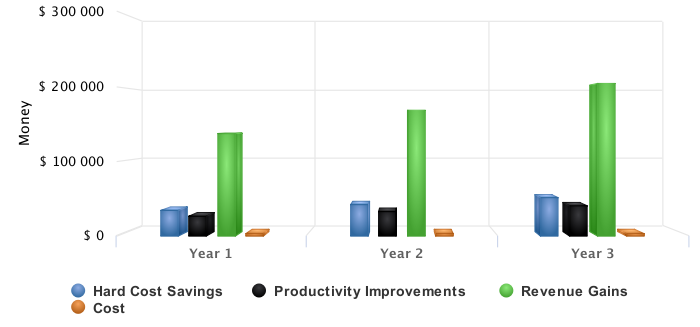 $ 300 000
$ 200 000
$ 100 000
$ 0
Money
Year 1
Year 2
Year 3
Hard Cost Savings
Productivity Improvements
Revenue Gains
Cost